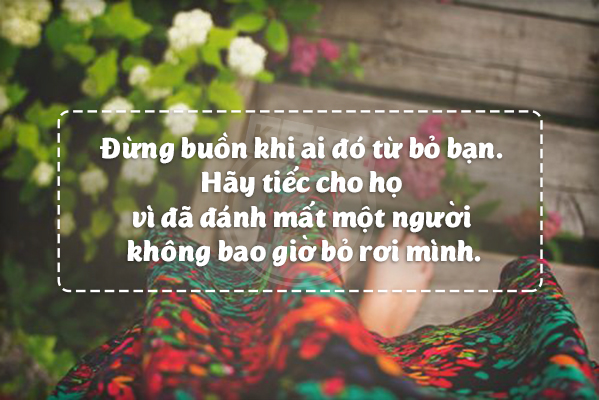 Đừng buồn khi ai đó từ bỏ bạn.
Hãy tiếc cho họ
vì đã đánh mất một người
không bao giờ bỏ rơi mình.